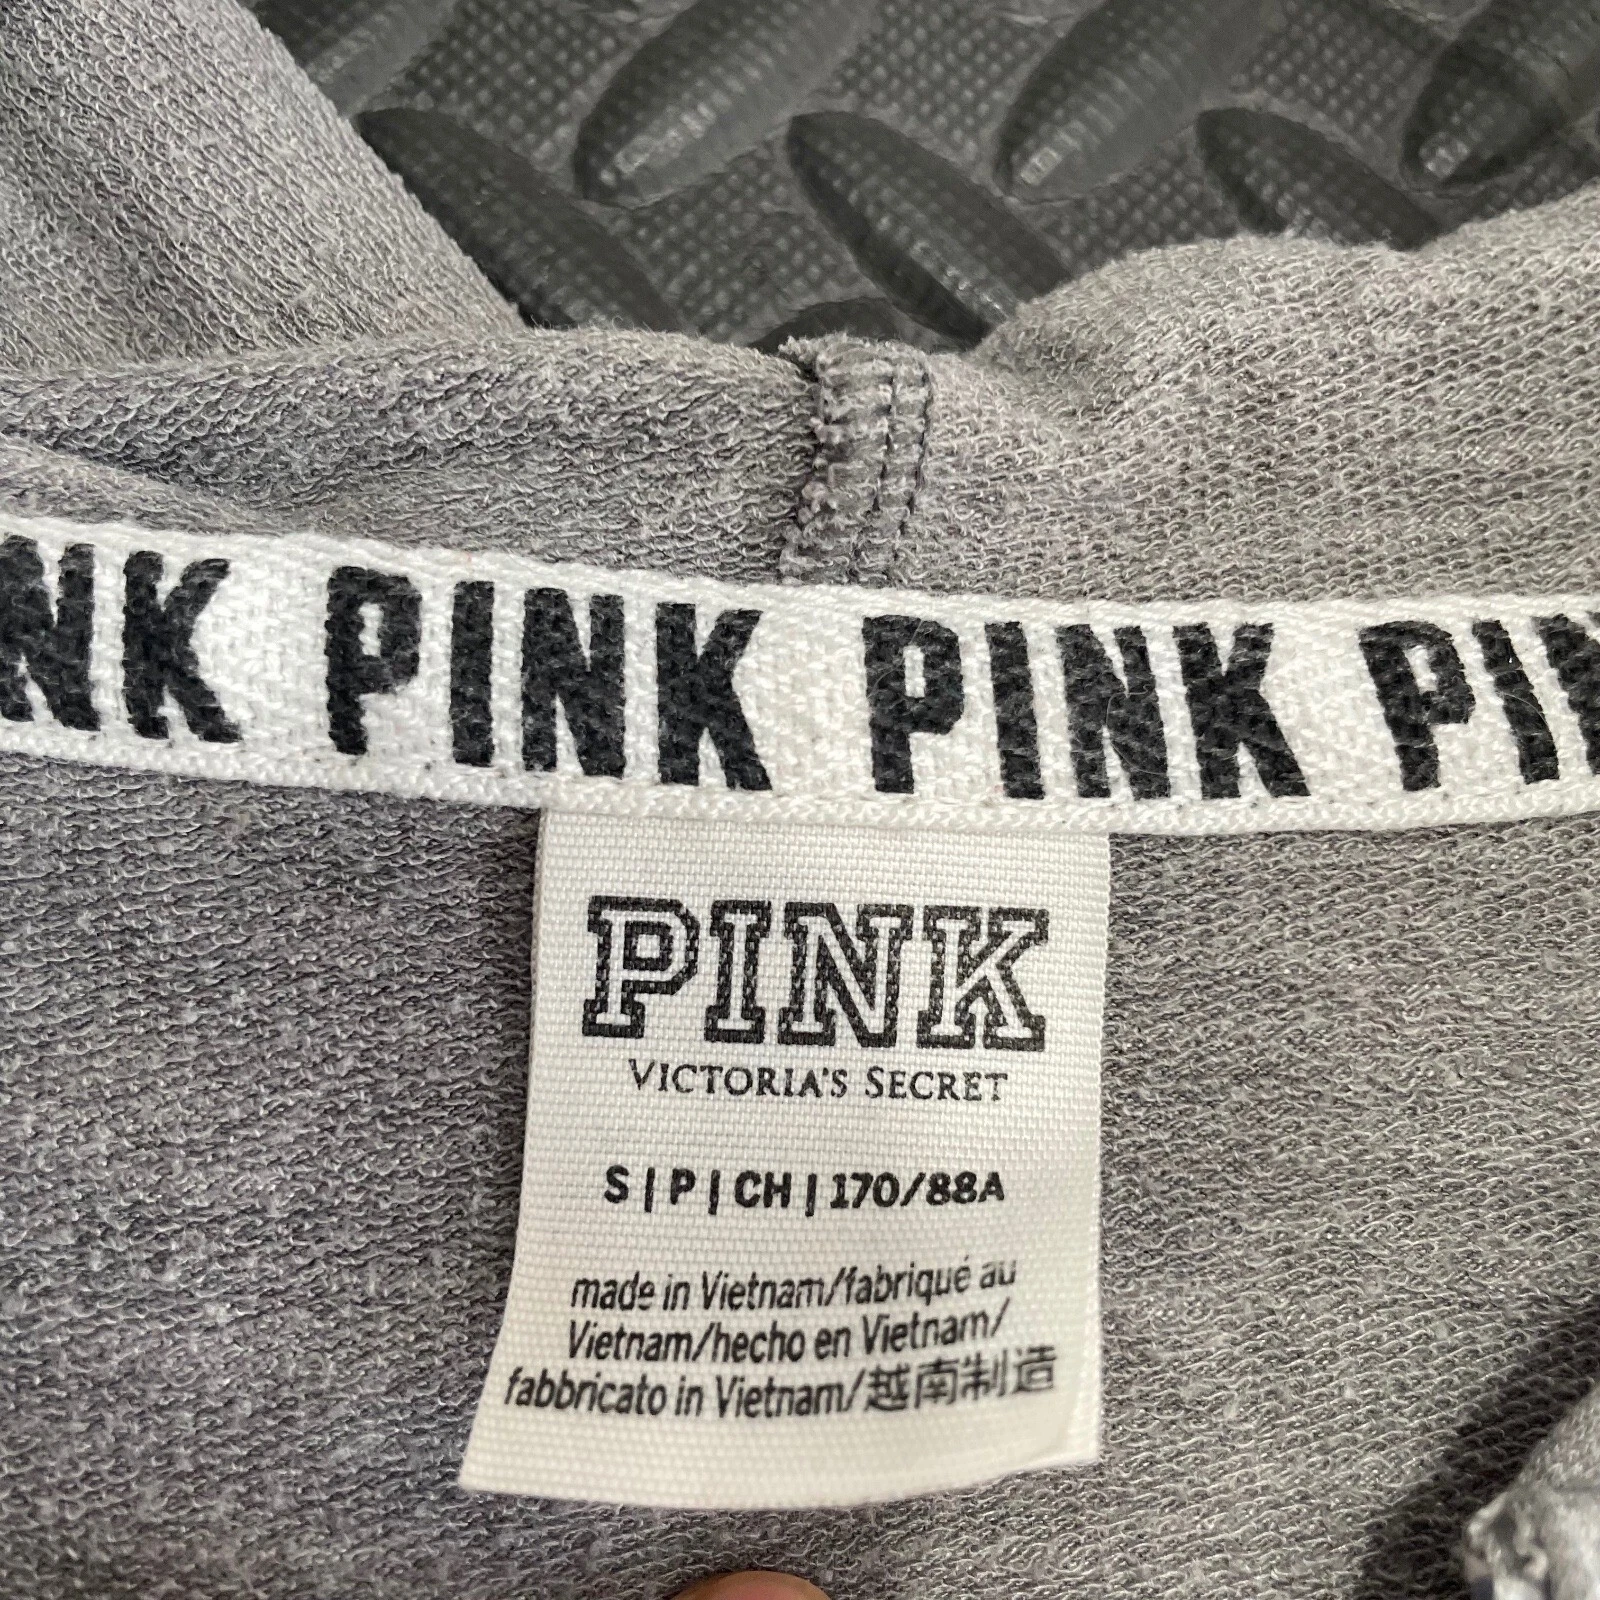 PINK PINK PINK PIN
PINK
VICTORIA'S SECRET
S | P | CH | 170/88A
made in Vietnam/fabriqué au
Vietnam/hecho en Vietnam/
fabbricato in Vietnam/越南制造